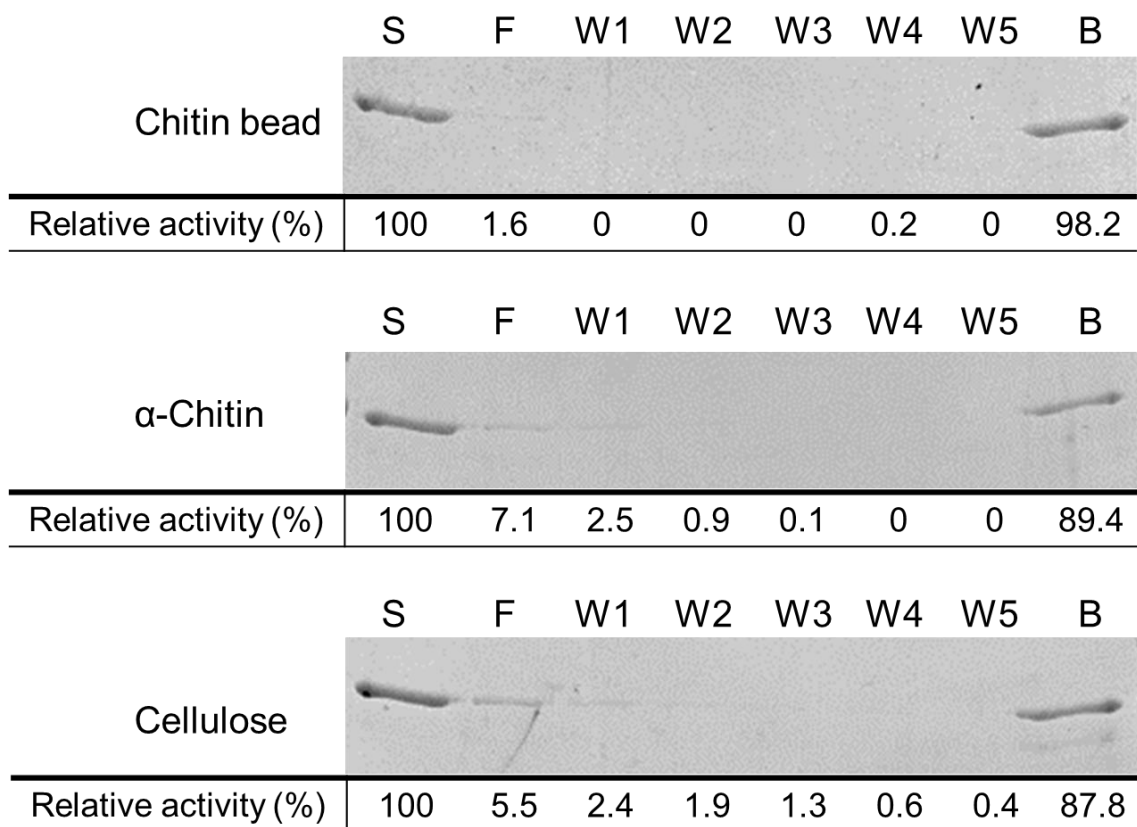 S F W1 W2 W3 W4 W5 B
Chitin bead
Relative activity (%) 100 1.6 0 0 0 0.2 0 98.2
S F W1 W2 W3 W4 W5 B
α-Chitin
Relative activity (%) 100 7.1 2.5 0.9 0.1 0 0 89.4
S F W1 W2 W3 W4 W5 B
Cellulose
Relative activity (%) 100 5.5 2.4 1.9 1.3 0.6 0.4 87.8